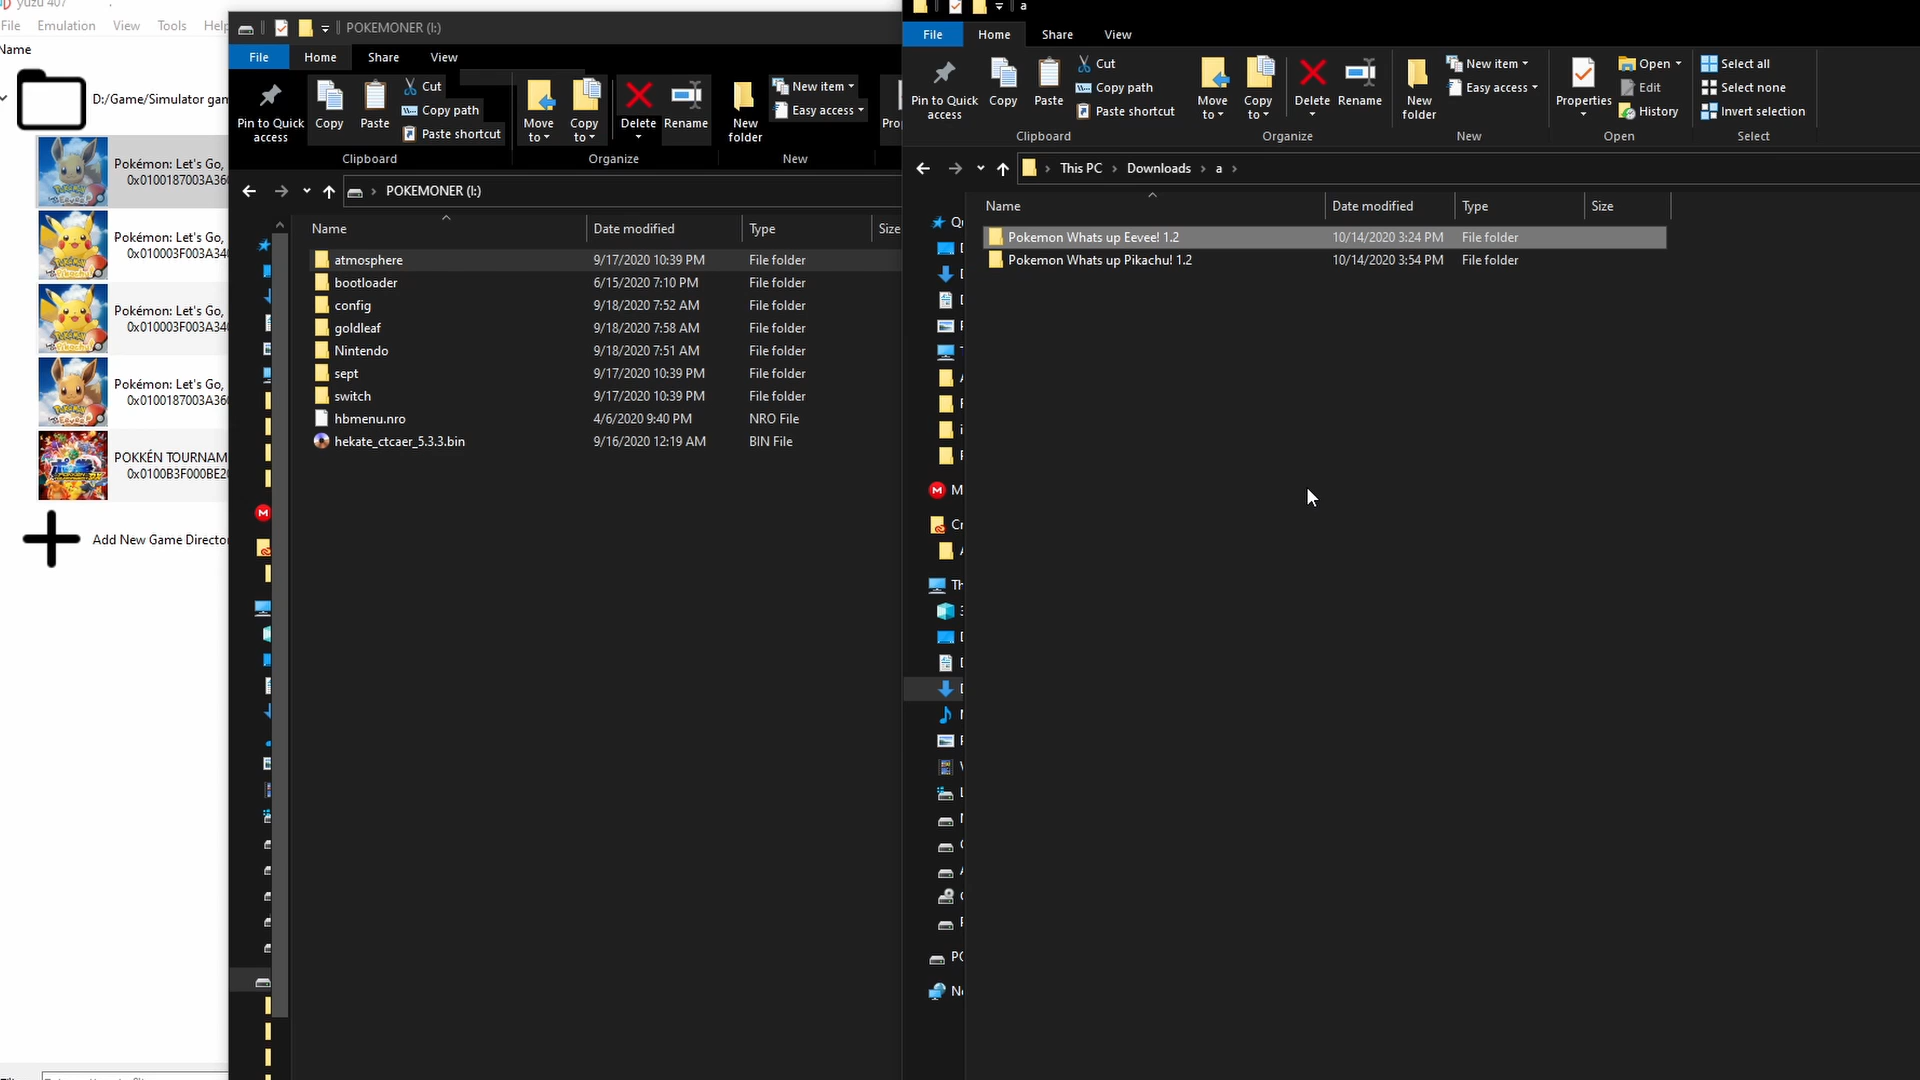 yuzu 407
File Emulation View Tools Help
Name
D:/Game/Simulator gam
Pokémon: Let's Go,
0x0100187003A36
Pokémon: Let's Go,
0x010003F003A34
Pokémon: Let's Go,
0x010003F003A34
Pokémon: Let's Go,
0x0100187003A36
POKKÉN TOURNAM
0x0100B3F000BE2
Add New Game Director
POKEMONER (I:)
File Home Share View
Pin to Quick access
Copy
Paste
Cut
Copy path
Paste shortcut
Move to
Copy to
Delete
Rename
New folder
New item
Easy access
Clipboard Organize New
POKEMONER (I:)
Name Date modified Type Size
atmosphere 9/17/2020 10:39 PM File folder
bootloader 6/15/2020 7:10 PM File folder
config 9/18/2020 7:52 AM File folder
goldleaf 9/18/2020 7:58 AM File folder
Nintendo 9/18/2020 7:51 AM File folder
sept 9/17/2020 10:39 PM File folder
switch 9/17/2020 10:39 PM File folder
hbmenu.nro 4/6/2020 9:40 PM NRO File
hekate_ctcaer_5.3.3.bin 9/16/2020 12:19 AM BIN File
a
File Home Share View
Pin to Quick access
Copy
Paste
Cut
Copy path
Paste shortcut
Move to
Copy to
Delete
Rename
New folder
New item
Easy access
Properties
Open
Edit
History
Select all
Select none
Invert selection
Clipboard Organize New Open Select
This PC > Downloads > a >
Name Date modified Type Size
Pokemon Whats up Eevee! 1.2 10/14/2020 3:24 PM File folder
Pokemon Whats up Pikachu! 1.2 10/14/2020 3:54 PM File folder